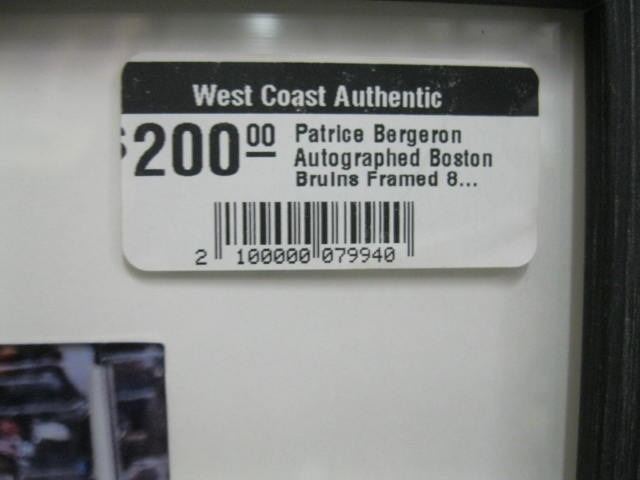 West Coast Authentic
$200.00 Patrice Bergeron
Autographed Boston
Bruins Framed 8...
2 100000 079940